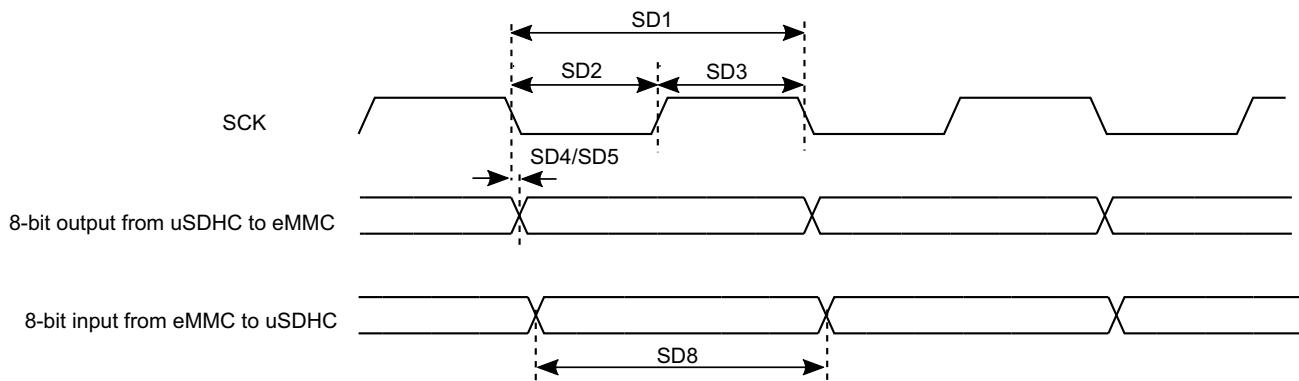 SD1
SD2
SD3
SCK
SD4/SD5
8-bit output from uSDHC to eMMC
8-bit input from eMMC to uSDHC
SD8